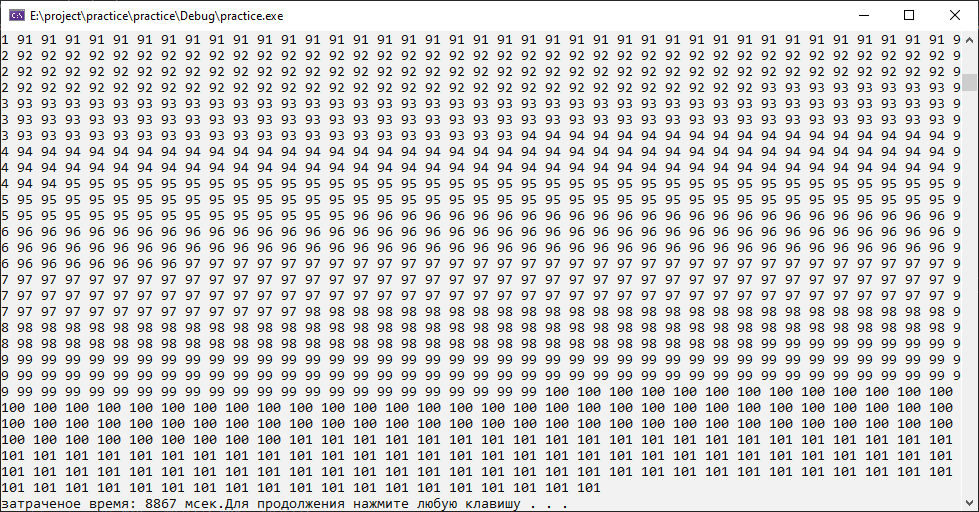 E:\project\practice\practice\Debug\practice.exe
1 91 91 91 91 91 91 91 91 91 91 91 91 91 91 91 91 91 91 91 91 91 91 91 91 91 91 91 91 91 91 91 91 91 91 91 91 91 91 91 9
2 92 92 92 92 92 92 92 92 92 92 92 92 92 92 92 92 92 92 92 92 92 92 92 92 92 92 92 92 92 92 92 92 92 92 92 92 92 92 92 9
2 92 92 92 92 92 92 92 92 92 92 92 92 92 92 92 92 92 92 92 92 92 92 92 92 92 92 92 92 92 92 92 92 92 92 92 92 92 92 92 9
2 92 92 92 92 92 92 92 92 92 92 92 92 92 92 92 92 92 92 92 92 92 92 92 92 92 92 92 92 92 92 92 93 93 93 93 93 93 93 93 9
3 93 93 93 93 93 93 93 93 93 93 93 93 93 93 93 93 93 93 93 93 93 93 93 93 93 93 93 93 93 93 93 93 93 93 93 93 93 93 93 9
3 93 93 93 93 93 93 93 93 93 93 93 93 93 93 93 93 93 93 93 93 93 93 93 93 93 93 93 93 93 93 93 93 93 93 93 93 93 93 93 9
3 93 93 93 93 93 93 93 93 93 93 93 93 93 93 93 93 93 93 93 93 93 94 94 94 94 94 94 94 94 94 94 94 94 94 94 94 94 94 94 9
4 94 94 94 94 94 94 94 94 94 94 94 94 94 94 94 94 94 94 94 94 94 94 94 94 94 94 94 94 94 94 94 94 94 94 94 94 94 94 94 9
4 94 94 94 94 94 94 94 94 94 94 94 94 94 94 94 94 94 94 94 94 94 94 94 94 94 94 94 94 94 94 94 94 94 94 94 94 94 94 94 9
4 94 94 95 95 95 95 95 95 95 95 95 95 95 95 95 95 95 95 95 95 95 95 95 95 95 95 95 95 95 95 95 95 95 95 95 95 95 95 95 9
5 95 95 95 95 95 95 95 95 95 95 95 95 95 95 95 95 95 95 95 95 95 95 95 95 95 95 95 95 95 95 95 95 95 95 95 95 95 95 95 9
5 95 95 95 95 95 95 95 95 95 95 95 95 95 95 96 96 96 96 96 96 96 96 96 96 96 96 96 96 96 96 96 96 96 96 96 96 96 96 96 9
6 96 96 96 96 96 96 96 96 96 96 96 96 96 96 96 96 96 96 96 96 96 96 96 96 96 96 96 96 96 96 96 96 96 96 96 96 96 96 96 9
6 96 96 96 96 96 96 96 96 96 96 96 96 96 96 96 96 96 96 96 96 96 96 96 96 96 96 96 96 96 96 96 96 96 96 96 96 96 96 96 9
6 96 96 96 96 96 96 96 97 97 97 97 97 97 97 97 97 97 97 97 97 97 97 97 97 97 97 97 97 97 97 97 97 97 97 97 97 97 97 97 9
7 97 97 97 97 97 97 97 97 97 97 97 97 97 97 97 97 97 97 97 97 97 97 97 97 97 97 97 97 97 97 97 97 97 97 97 97 97 97 97 9
7 97 97 97 97 97 97 97 97 97 97 97 97 97 97 97 97 97 97 97 97 97 97 97 97 97 97 97 97 97 97 97 97 97 97 97 97 97 97 97 9
7 97 97 97 97 97 97 97 97 97 97 97 97 98 98 98 98 98 98 98 98 98 98 98 98 98 98 98 98 98 98 98 98 98 98 98 98 98 98 98 9
8 98 98 98 98 98 98 98 98 98 98 98 98 98 98 98 98 98 98 98 98 98 98 98 98 98 98 98 98 98 98 98 98 98 98 98 98 98 98 98 9
8 98 98 98 98 98 98 98 98 98 98 98 98 98 98 98 98 98 98 98 98 98 98 98 98 98 98 98 98 98 98 98 99 99 99 99 99 99 99 99 9
9 99 99 99 99 99 99 99 99 99 99 99 99 99 99 99 99 99 99 99 99 99 99 99 99 99 99 99 99 99 99 99 99 99 99 99 99 99 99 99 9
9 99 99 99 99 99 99 99 99 99 99 99 99 99 99 99 99 99 99 99 99 99 99 99 99 99 99 99 99 99 99 99 99 99 99 99 99 99 99 99 9
9 99 99 99 99 99 99 99 99 99 99 99 99 99 99 99 99 99 99 99 99 99 99 100 100 100 100 100 100 100 100 100 100 100 100 100
100 100 100 100 100 100 100 100 100 100 100 100 100 100 100 100 100 100 100 100 100 100 100 100 100 100 100 100 100 100
100 100 100 100 100 100 100 100 100 100 100 100 100 100 100 100 100 100 100 100 100 100 100 100 100 100 100 100 100 100
100 100 100 100 100 100 100 100 100 101 101 101 101 101 101 101 101 101 101 101 101 101 101 101 101 101 101 101 101 101
101 101 101 101 101 101 101 101 101 101 101 101 101 101 101 101 101 101 101 101 101 101 101 101 101 101 101 101 101 101
101 101 101 101 101 101 101 101 101 101 101 101 101 101 101 101 101 101 101 101 101 101 101 101 101 101 101 101 101 101
101 101 101 101 101 101 101 101 101 101 101 101 101 101 101 101 101 101 101
затраченое время: 8867 мсек.Для продолжения нажмите любую клавишу . . .